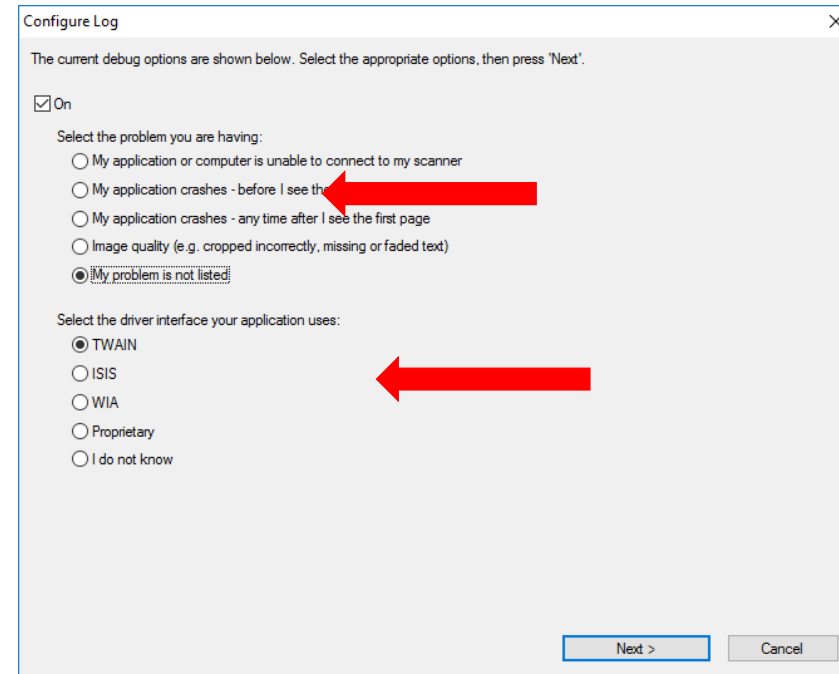 Configure Log
The current debug options are shown below. Select the appropriate options, then press 'Next'.
On
Select the problem you are having:
My application or computer is unable to connect to my scanner
My application crashes - before I see the
My application crashes - any time after I see the first page
Image quality (e.g. cropped incorrectly, missing or faded text)
My problem is not listed
Select the driver interface your application uses:
TWAIN
ISIS
WIA
Proprietary
I do not know
Next >
Cancel